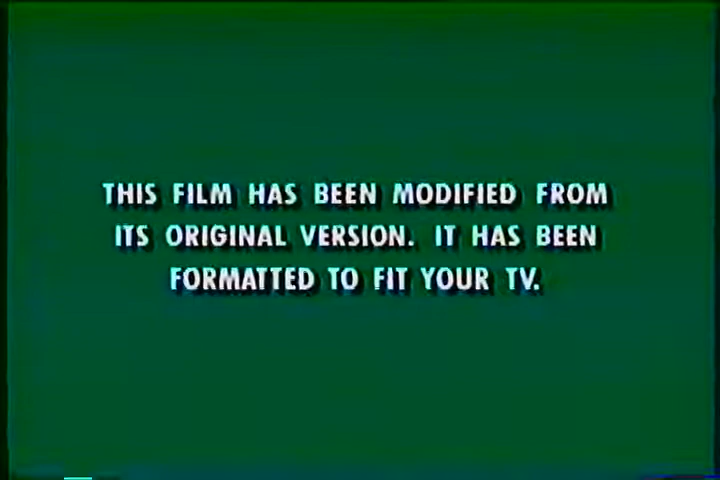 THIS FILM HAS BEEN MODIFIED FROM
ITS ORIGINAL VERSION. IT HAS BEEN
FORMATTED TO FIT YOUR TV.